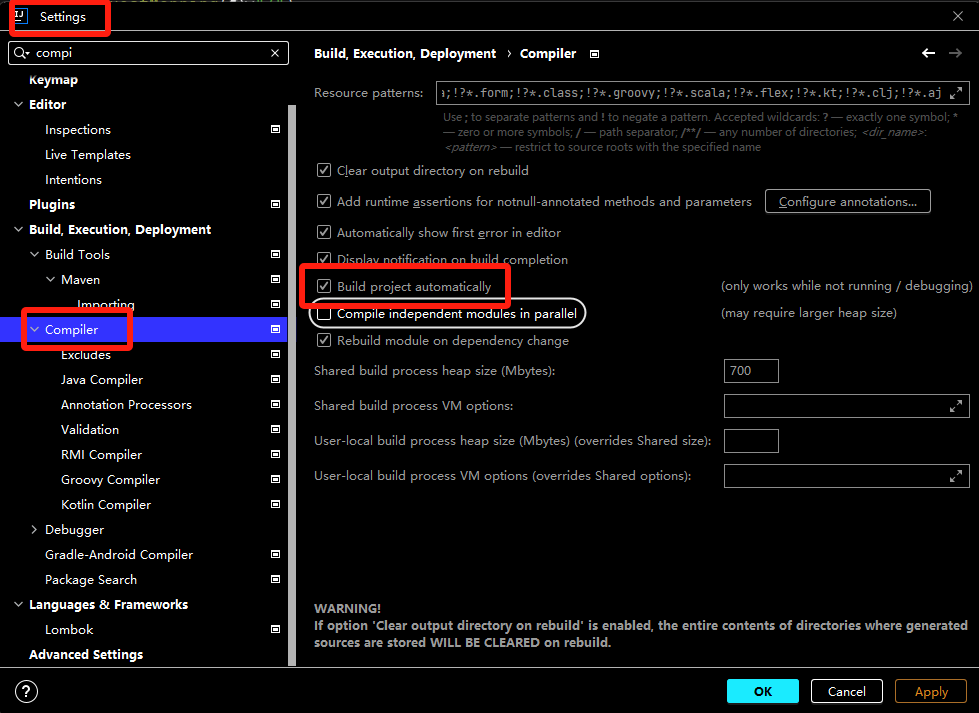 Settings
compi
Keymap
Editor
Inspections
Live Templates
Intentions
Plugins
Build, Execution, Deployment
Build Tools
Maven
Importing
Compiler
Excludes
Java Compiler
Annotation Processors
Validation
RMI Compiler
Groovy Compiler
Kotlin Compiler
Debugger
Gradle-Android Compiler
Package Search
Languages & Frameworks
Lombok
Advanced Settings
Build, Execution, Deployment › Compiler
Resource patterns: ;!?*.form;!?*.class;!?*.groovy;!?*.scala;!?*.flex;!?*.kt;!?*.clj;!?*.aj
Use ; to separate patterns and ! to negate a pattern. Accepted wildcards: ? — exactly one symbol; *
— zero or more symbols; / — path separator; /**/ — any number of directories; <dir_name>:
<pattern> — restrict to source roots with the specified name
Clear output directory on rebuild
Add runtime assertions for notnull-annotated methods and parameters Configure annotations...
Automatically show first error in editor
Display notification on build completion
Build project automatically (only works while not running / debugging)
Compile independent modules in parallel (may require larger heap size)
Rebuild module on dependency change
Shared build process heap size (Mbytes): 700
Shared build process VM options:
User-local build process heap size (Mbytes) (overrides Shared size):
User-local build process VM options (overrides Shared options):
WARNING!
If option 'Clear output directory on rebuild' is enabled, the entire contents of directories where generated
sources are stored WILL BE CLEARED on rebuild.
? OK Cancel Apply